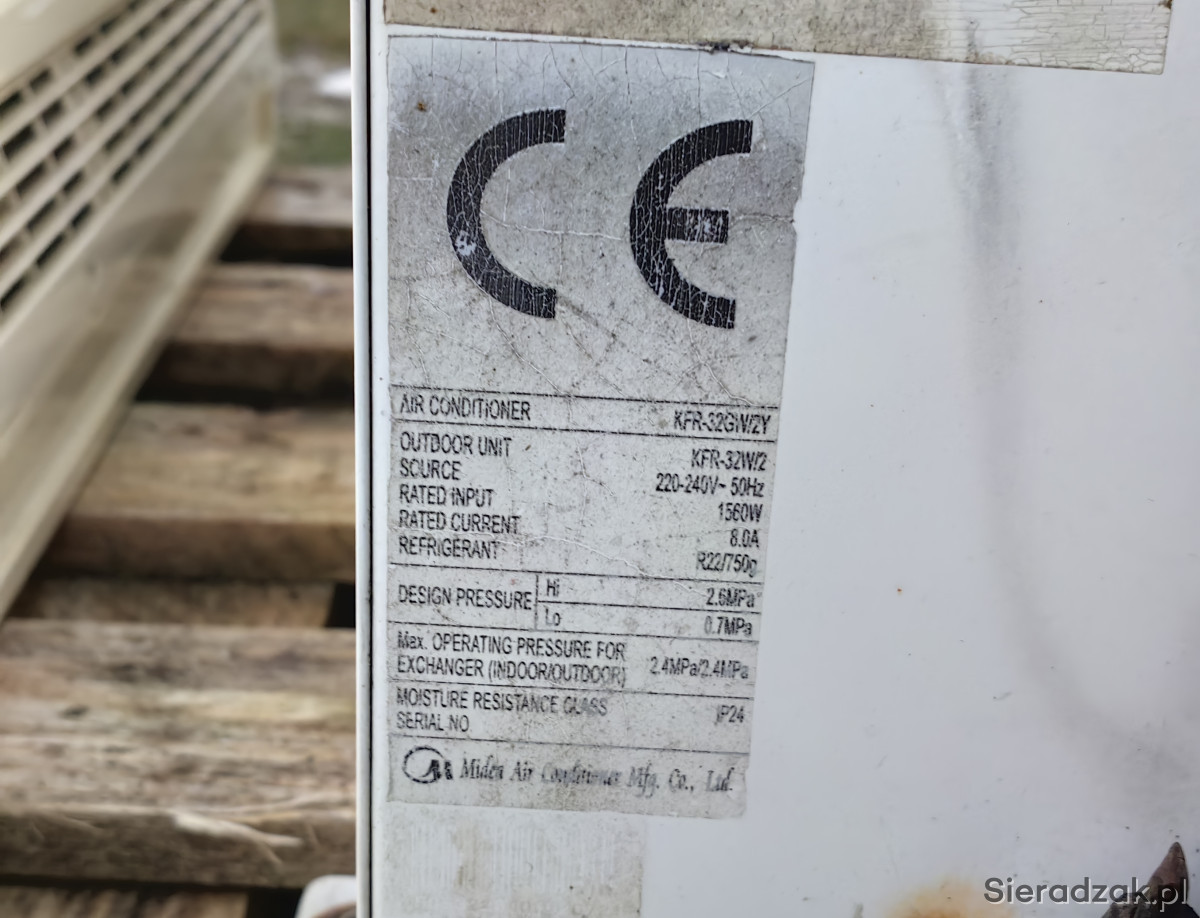 CE
AIR CONDITIONER KFR-32GW/2Y
OUTDOOR UNIT KFR-32W/2
SOURCE 220-240V~ 50Hz
RATED INPUT 1560W
RATED CURRENT 8.0A
REFRIGERANT R22/750g
DESIGN PRESSURE Hi 2.6MPa
Lo 0.7MPa
Max. OPERATING PRESSURE FOR
EXCHANGER (INDOOR/OUTDOOR) 2.4MPa/2.4MPa
MOISTURE RESISTANCE CLASS IP24
SERIAL NO
Midea Air Conditioner Mfg. Co., Ltd.
Sieradzak.pl